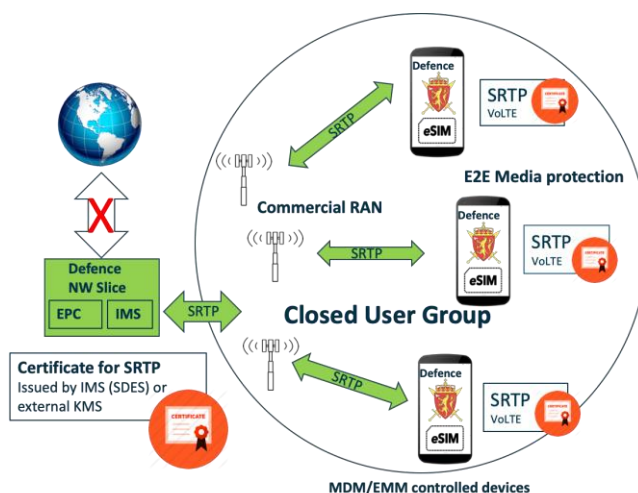 Defence
eSIM
SRTP
VoLTE
SRTP
E2E Media protection
Commercial RAN
Defence
eSIM
SRTP
VoLTE
SRTP
Defence
NW Slice
EPC
IMS
SRTP
Closed User Group
Certificate for SRTP
Issued by IMS (SDES) or
external KMS
CERTIFICATE
SRTP
Defence
eSIM
SRTP
VoLTE
MDM/EMM controlled devices